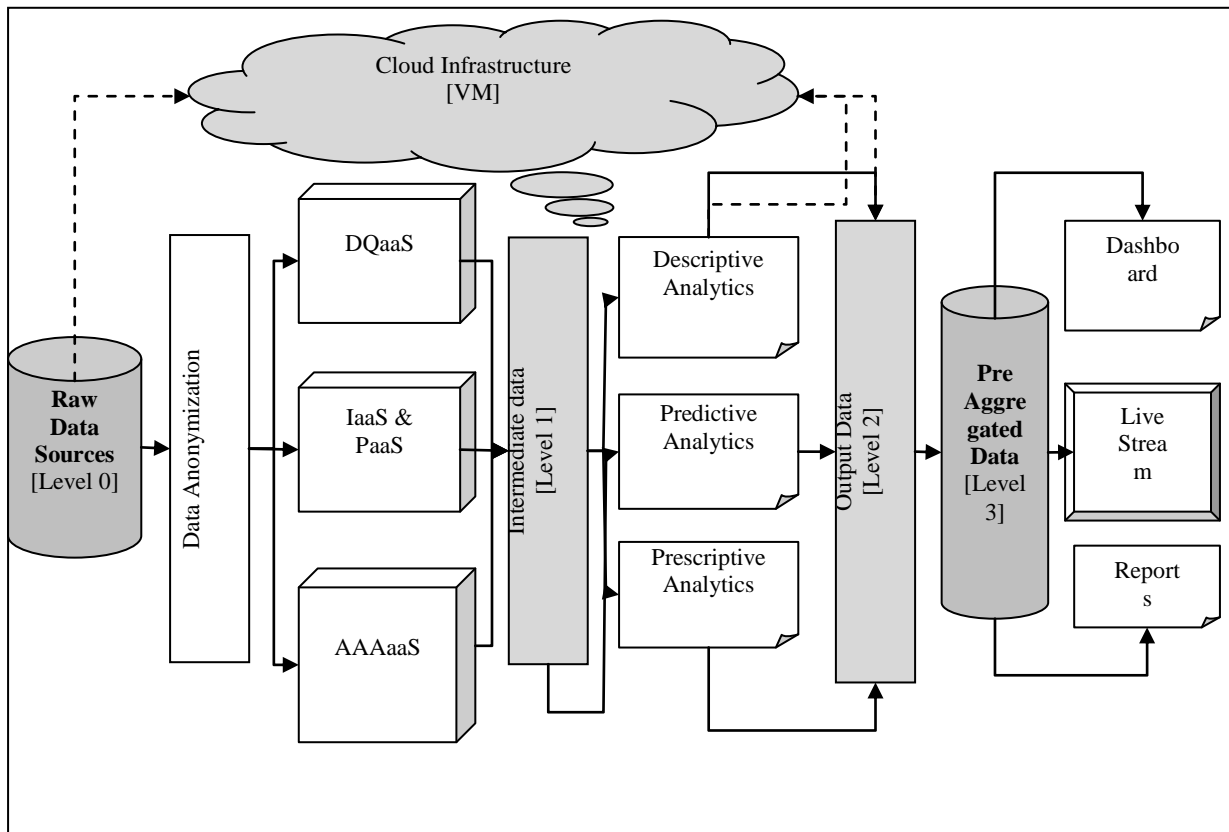 Cloud Infrastructure
[VM]
Raw
Data
Sources
[Level 0]
Data Anonymization
DQaaS
IaaS &
PaaS
AAAaaS
Intermediate data
[Level 1]
Descriptive
Analytics
Predictive
Analytics
Prescriptive
Analytics
Output Data
[Level 2]
Pre
Aggre
gated
Data
[Level
3]
Dashbo
ard
Live
Strea
m
Report
s